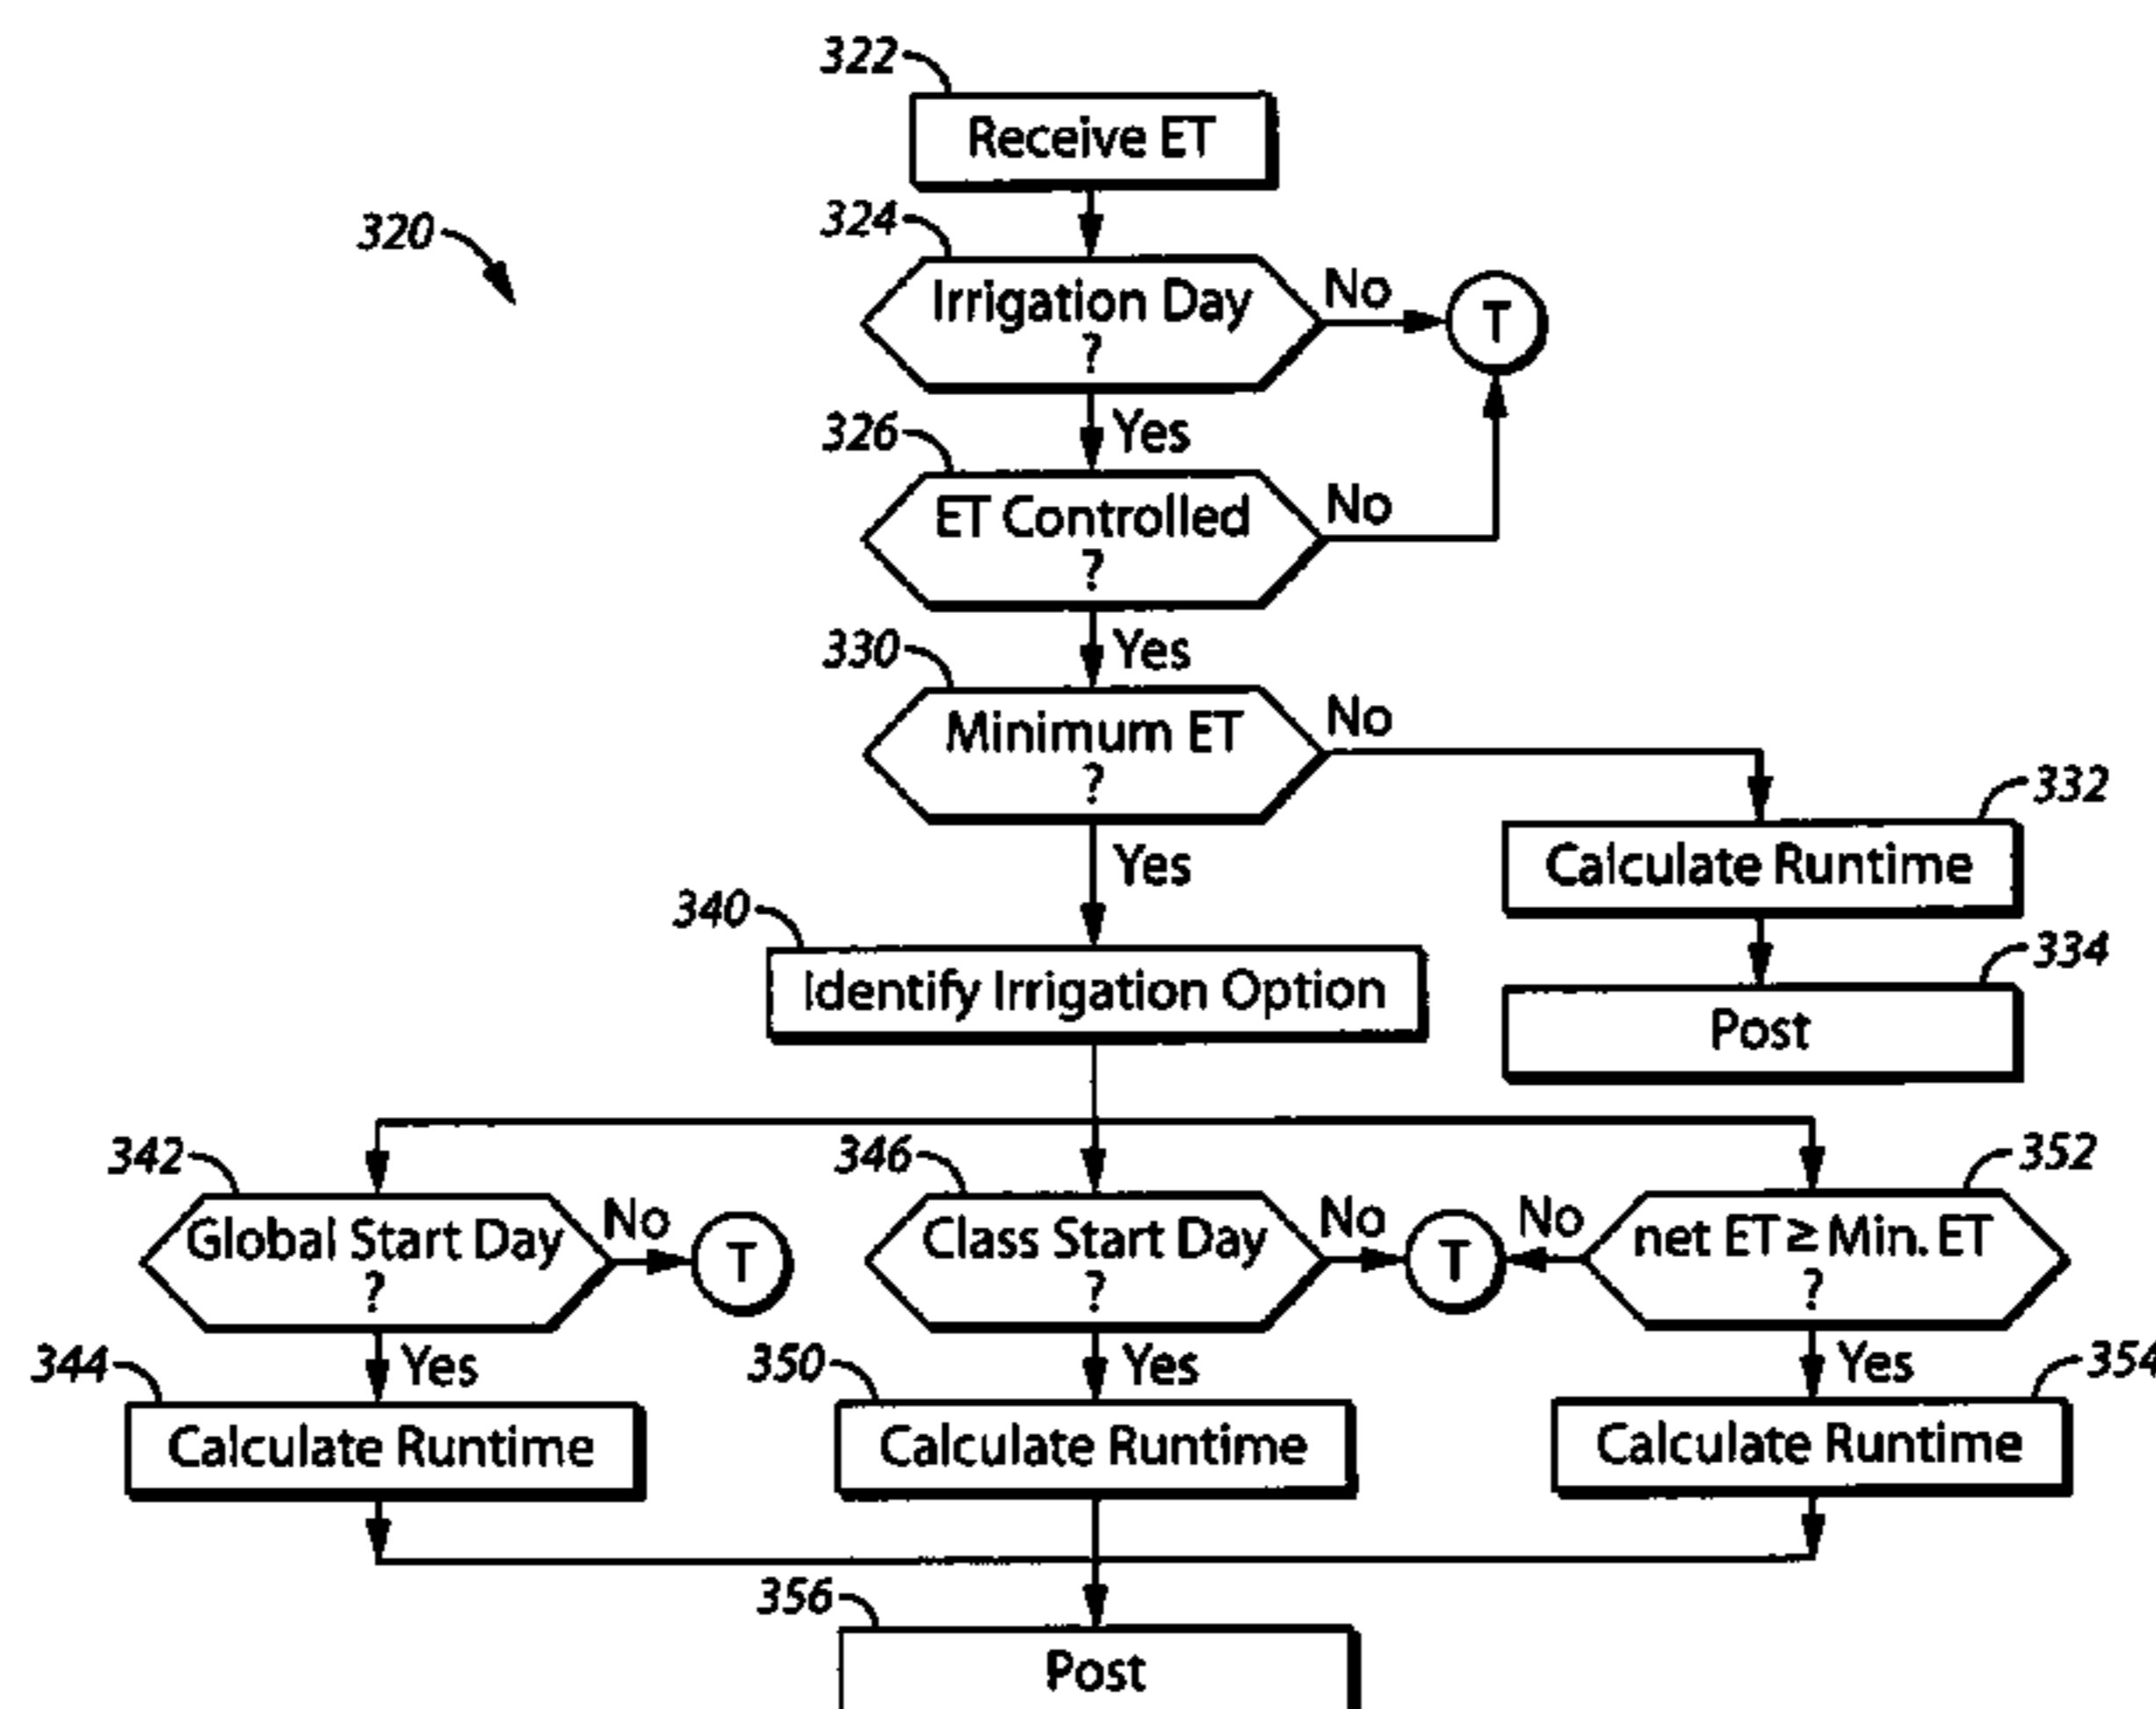 322
Receive ET
320
324
Irrigation Day
?
No
T
Yes
326
ET Controlled
?
No
Yes
330
Minimum ET
?
No
Yes
332
Calculate Runtime
334
Post
340
Identify Irrigation Option
342
Global Start Day
?
No
T
346
Class Start Day
?
No
T
No
352
net ET ≥ Min. ET
?
344
Yes
Calculate Runtime
350
Yes
Calculate Runtime
Yes
354
Calculate Runtime
356
Post